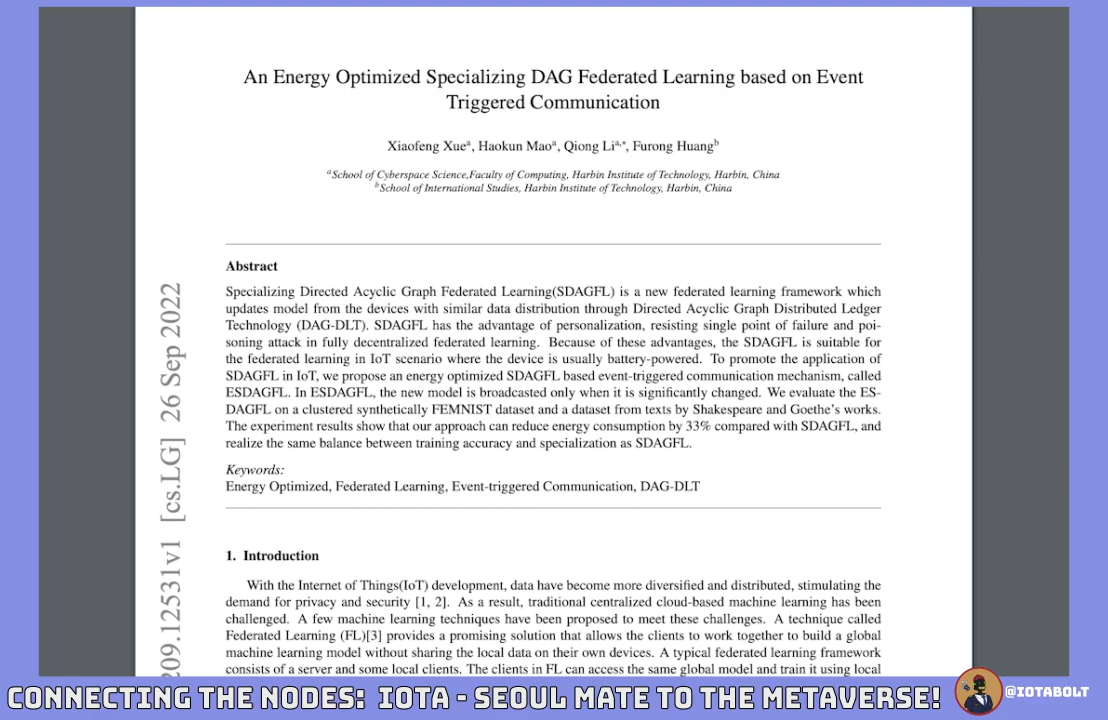 An Energy Optimized Specializing DAG Federated Learning based on Event
Triggered Communication
Xiaofeng Xueᵃ, Haokun Maoᵃ, Qiong Liᵃ,*, Furong Huangᵇ
ᵃSchool of Cyberspace Science,Faculty of Computing, Harbin Institute of Technology, Harbin, China
ᵇSchool of International Studies, Harbin Institute of Technology, Harbin, China
Abstract
Specializing Directed Acyclic Graph Federated Learning(SDAGFL) is a new federated learning framework which
updates model from the devices with similar data distribution through Directed Acyclic Graph Distributed Ledger
Technology (DAG-DLT). SDAGFL has the advantage of personalization, resisting single point of failure and poi-
soning attack in fully decentralized federated learning. Because of these advantages, the SDAGFL is suitable for
the federated learning in IoT scenario where the device is usually battery-powered. To promote the application of
SDAGFL in IoT, we propose an energy optimized SDAGFL based event-triggered communication mechanism, called
ESDAGFL. In ESDAGFL, the new model is broadcasted only when it is significantly changed. We evaluate the ES-
DAGFL on a clustered synthetically FEMNIST dataset and a dataset from texts by Shakespeare and Goethe's works.
The experiment results show that our approach can reduce energy consumption by 33% compared with SDAGFL, and
realize the same balance between training accuracy and specialization as SDAGFL.
Keywords:
Energy Optimized, Federated Learning, Event-triggered Communication, DAG-DLT
1. Introduction
With the Internet of Things(IoT) development, data have become more diversified and distributed, stimulating the
demand for privacy and security [1, 2]. As a result, traditional centralized cloud-based machine learning has been
challenged. A few machine learning techniques have been proposed to meet these challenges. A technique called
Federated Learning (FL)[3] provides a promising solution that allows the clients to work together to build a global
machine learning model without sharing the local data on their own devices. A typical federated learning framework
consists of a server and some local clients. The clients in FL can access the same global model and train it using local
209.12531v1 [cs.LG] 26 Sep 2022
CONNECTING THE NODES: IOTA - SEOUL MATE TO THE METAVERSE!
@IOTABOLT